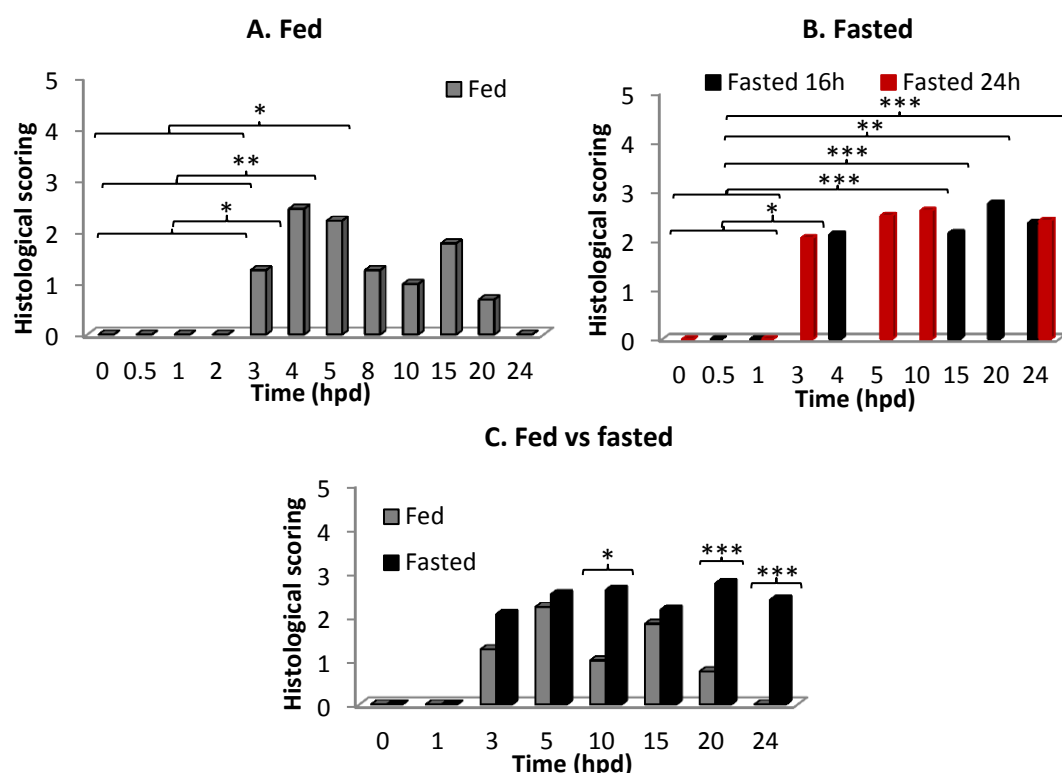 A. Fed
5
4
3
2
1
0
Histological scoring
Fed
*
**
*
0 0.5 1 2 3 4 5 8 10 15 20 24
Time (hpd)
B. Fasted
Fasted 16h Fasted 24h
5
4
3
2
1
0
Histological scoring
***
**
***
***
*
0 0.5 1 3 4 5 10 15 20 24
Time (hpd)
C. Fed vs fasted
5
4
3
2
1
0
Histological scoring
Fed
Fasted
*
***
***
0 1 3 5 10 15 20 24
Time (hpd)